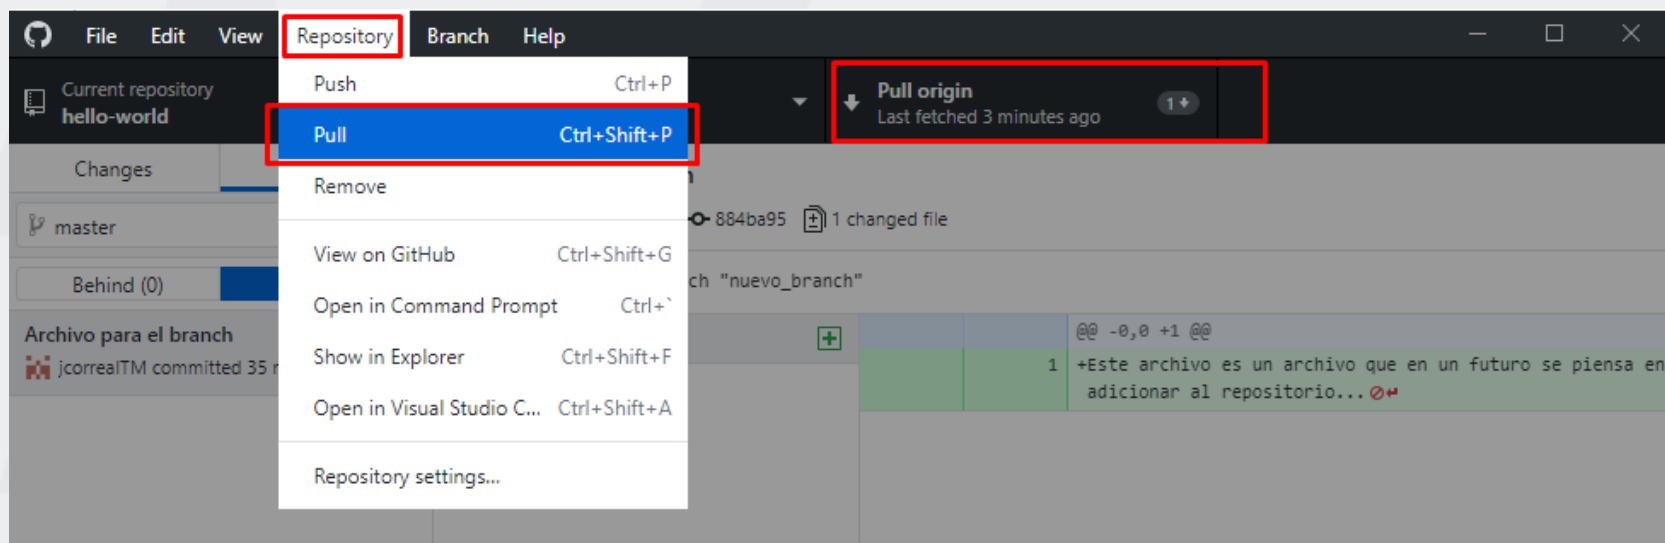 File Edit View Repository Branch Help
Current repository
hello-world
Pull origin
Last fetched 3 minutes ago
1
Push Ctrl+P
Pull Ctrl+Shift+P
Remove
View on GitHub Ctrl+Shift+G
Open in Command Prompt Ctrl+`
Show in Explorer Ctrl+Shift+F
Open in Visual Studio C... Ctrl+Shift+A
Repository settings...
Changes
master
Behind (0)
Archivo para el branch
jcorrealTM committed 35
884ba95 1 changed file
"nuevo_branch"
@@ -0,0 +1 @@
1 +Este archivo es un archivo que en un futuro se piensa en
adicionar al repositorio...